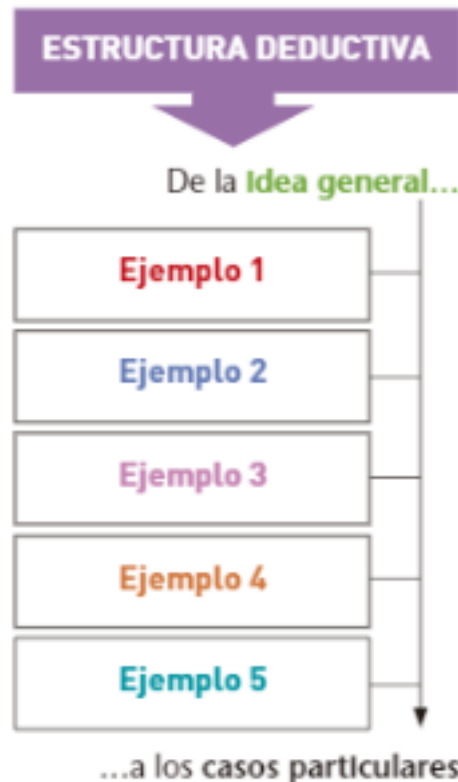 ESTRUCTURA DEDUCTIVA
De la idea general...
Ejemplo 1
Ejemplo 2
Ejemplo 3
Ejemplo 4
Ejemplo 5
...a los casos particulares